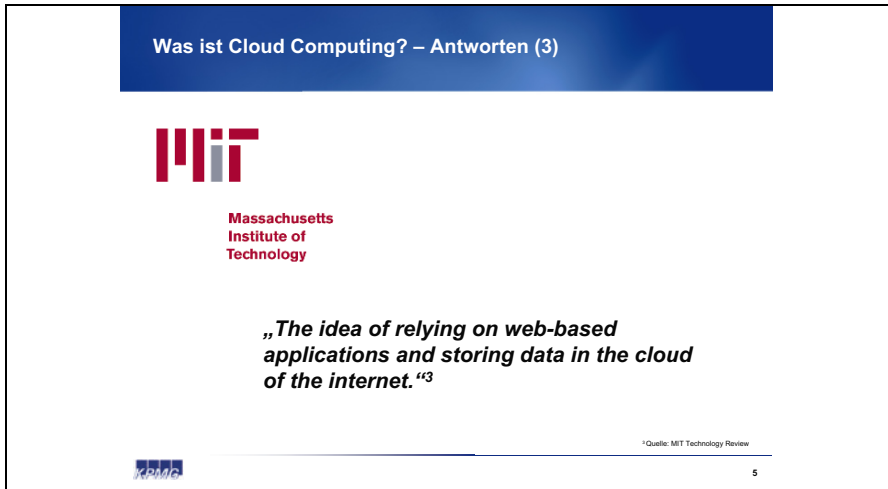 Was ist Cloud Computing? – Antworten (3)
MIT
Massachusetts
Institute of
Technology
„The idea of relying on web-based
applications and storing data in the cloud
of the internet.“³
³ Quelle: MIT Technology Review
KPMG
5